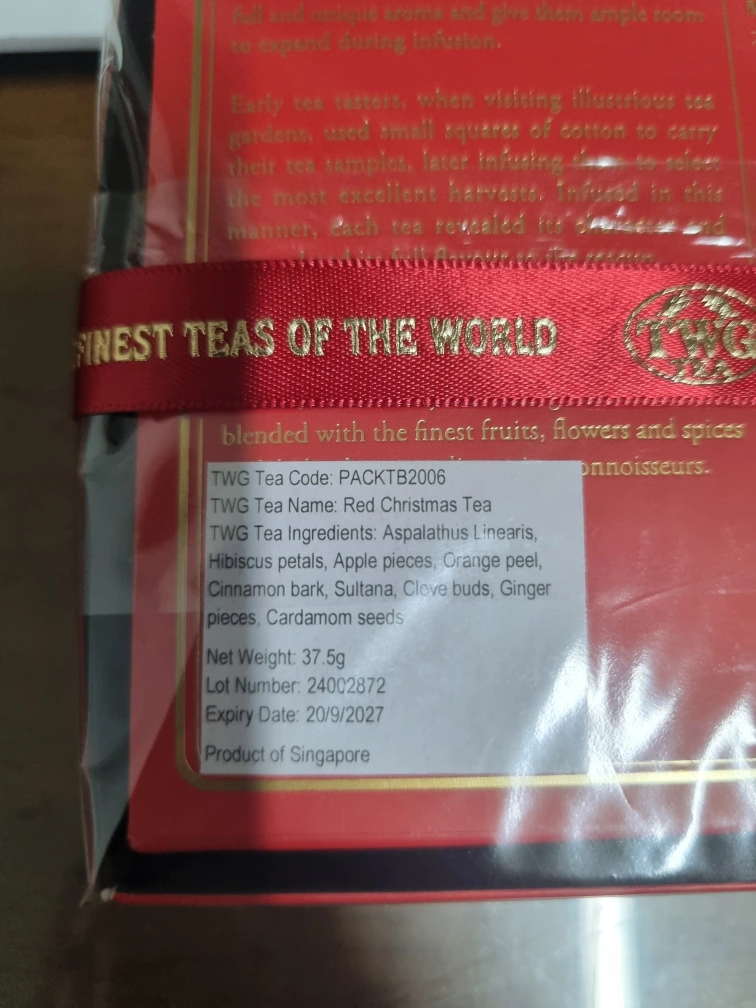 full and unique aroma and give them ample room
to expand during infusion.
Early tea tasters, when visiting illustrious tea
gardens, used small squares of cotton to carry
their tea samples, later infusing them to select
the most excellent harvests. Infused in this
manner, each tea revealed its character and
FINEST TEAS OF THE WORLD
TWG
TEA
blended with the finest fruits, flowers and spices
onnoisseurs.
TWG Tea Code: PACKTB2006
TWG Tea Name: Red Christmas Tea
TWG Tea Ingredients: Aspalathus Linearis,
Hibiscus petals, Apple pieces, Orange peel,
Cinnamon bark, Sultana, Clove buds, Ginger
pieces, Cardamom seeds
Net Weight: 37.5g
Lot Number: 24002872
Expiry Date: 20/9/2027
Product of Singapore